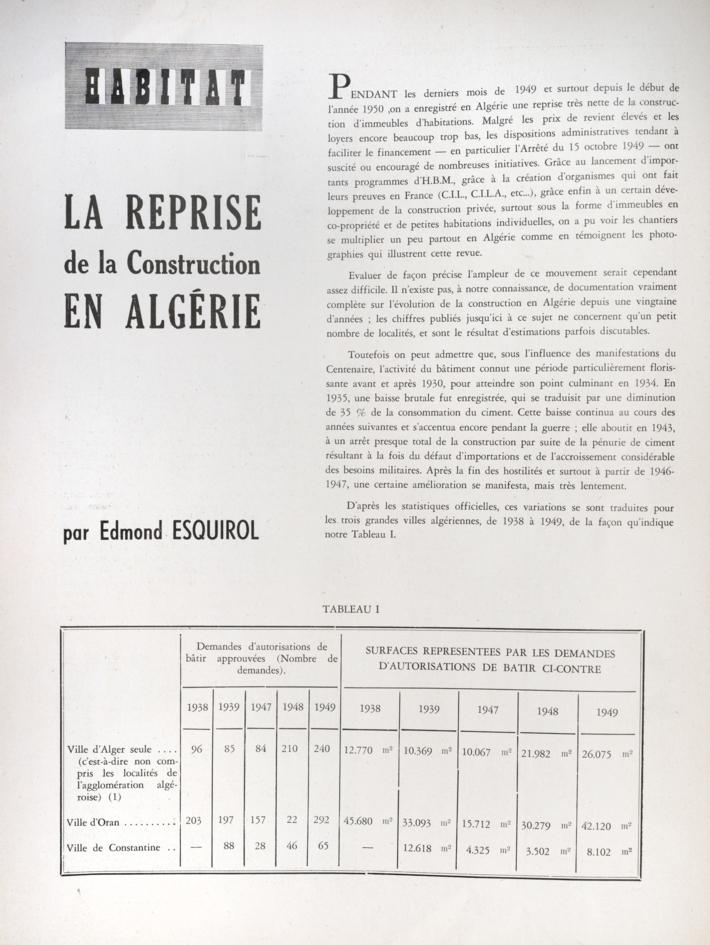 HABITAT
LA REPRISE
de la Construction
EN ALGÉRIE
par Edmond ESQUIROL
PENDANT les derniers mois de 1949 et surtout depuis le début de
l'année 1950 ,on a enregistré en Algérie une reprise très nette de la construc-
tion d'immeubles d'habitations. Malgré les prix de revient élevés et les
loyers encore beaucoup trop bas, les dispositions administratives tendant à
faciliter le financement — en particulier l'Arrêté du 15 octobre 1949 — ont
suscité ou encouragé de nombreuses initiatives. Grâce au lancement d'impor-
tants programmes d'H.B.M., grâce à la création d'organismes qui ont fait
leurs preuves en France (C.I.L., C.I.L.A., etc...), grâce enfin à un certain déve-
loppement de la construction privée, surtout sous la forme d'immeubles en
co-propriété et de petites habitations individuelles, on a pu voir les chantiers
se multiplier un peu partout en Algérie comme en témoignent les photo-
graphies qui illustrent cette revue.
Evaluer de façon précise l'ampleur de ce mouvement serait cependant
assez difficile. Il n'existe pas, à notre connaissance, de documentation vraiment
complète sur l'évolution de la construction en Algérie depuis une vingtaine
d'années ; les chiffres publiés jusqu'ici à ce sujet ne concernent qu'un petit
nombre de localités, et sont le résultat d'estimations parfois discutables.
Toutefois on peut admettre que, sous l'influence des manifestations du
Centenaire, l'activité du bâtiment connut une période particulièrement floris-
sante avant et après 1930, pour atteindre son point culminant en 1934. En
1935, une baisse brutale fut enregistrée, qui se traduisit par une diminution
de 35 % de la consommation du ciment. Cette baisse continua au cours des
années suivantes et s'accentua encore pendant la guerre ; elle aboutit en 1943,
à un arrêt presque total de la construction par suite de la pénurie de ciment
résultant à la fois du défaut d'importations et de l'accroissement considérable
des besoins militaires. Après la fin des hostilités et surtout à partir de 1946-
1947, une certaine amélioration se manifesta, mais très lentement.
D'après les statistiques officielles, ces variations se sont traduites pour
les trois grandes villes algériennes, de 1938 à 1949, de la façon qu'indique
notre Tableau I.
TABLEAU I
Demandes d'autorisations de
bâtir approuvées (Nombre de
demandes).
SURFACES REPRESENTEES PAR LES DEMANDES
D'AUTORISATIONS DE BATIR CI-CONTRE
1938 1939 1947 1948 1949 1938 1939 1947 1948 1949
Ville d'Alger seule .... 96 85 84 210 240 12.770 m² 10.369 m² 10.067 m² 21.982 m² 26.075 m²
(c'est-à-dire non com-
pris les localités de
l'agglomération algé-
roise) (1)
Ville d'Oran .......... 203 197 157 22 292 45.680 m² 33.093 m² 15.712 m² 30.279 m² 42.120 m²
Ville de Constantine .. — 88 28 46 65 — 12.618 m² 4.325 m² 3.502 m² 8.102 m²